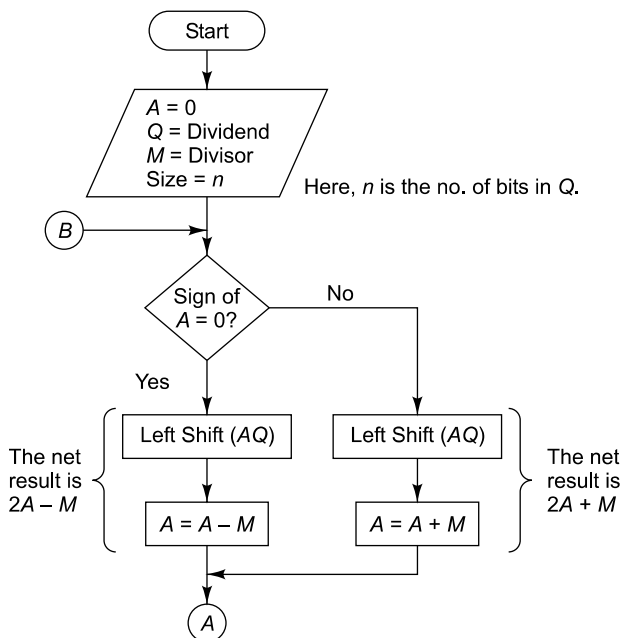 Start
A = 0
Q = Dividend
M = Divisor
Size = n
Here, n is the no. of bits in Q.
B
Sign of
A = 0?
No
Yes
Left Shift (AQ)
Left Shift (AQ)
The net
result is
2A – M
A = A – M
A = A + M
The net
result is
2A + M
A